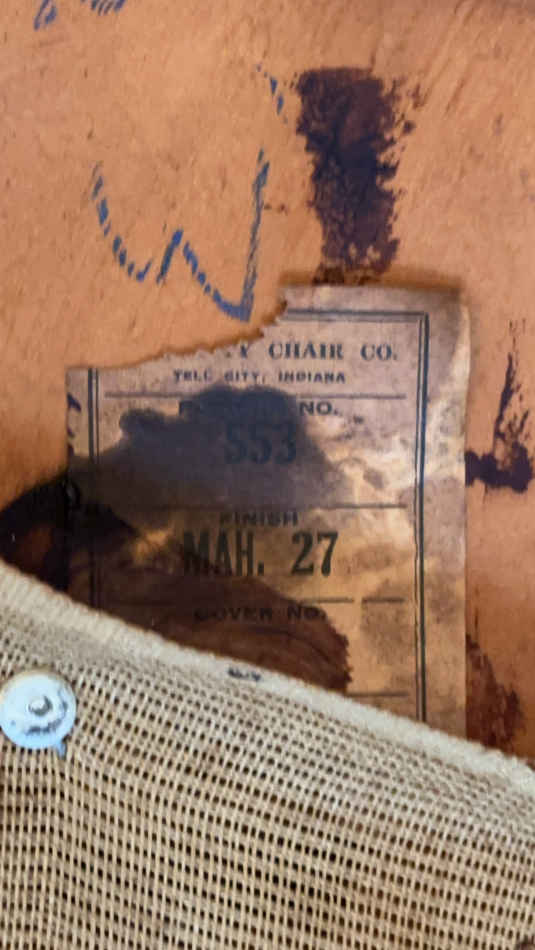 CHAIR CO.
TELL CITY, INDIANA
NO.
553
FINISH
MAH. 27
COVER NO.